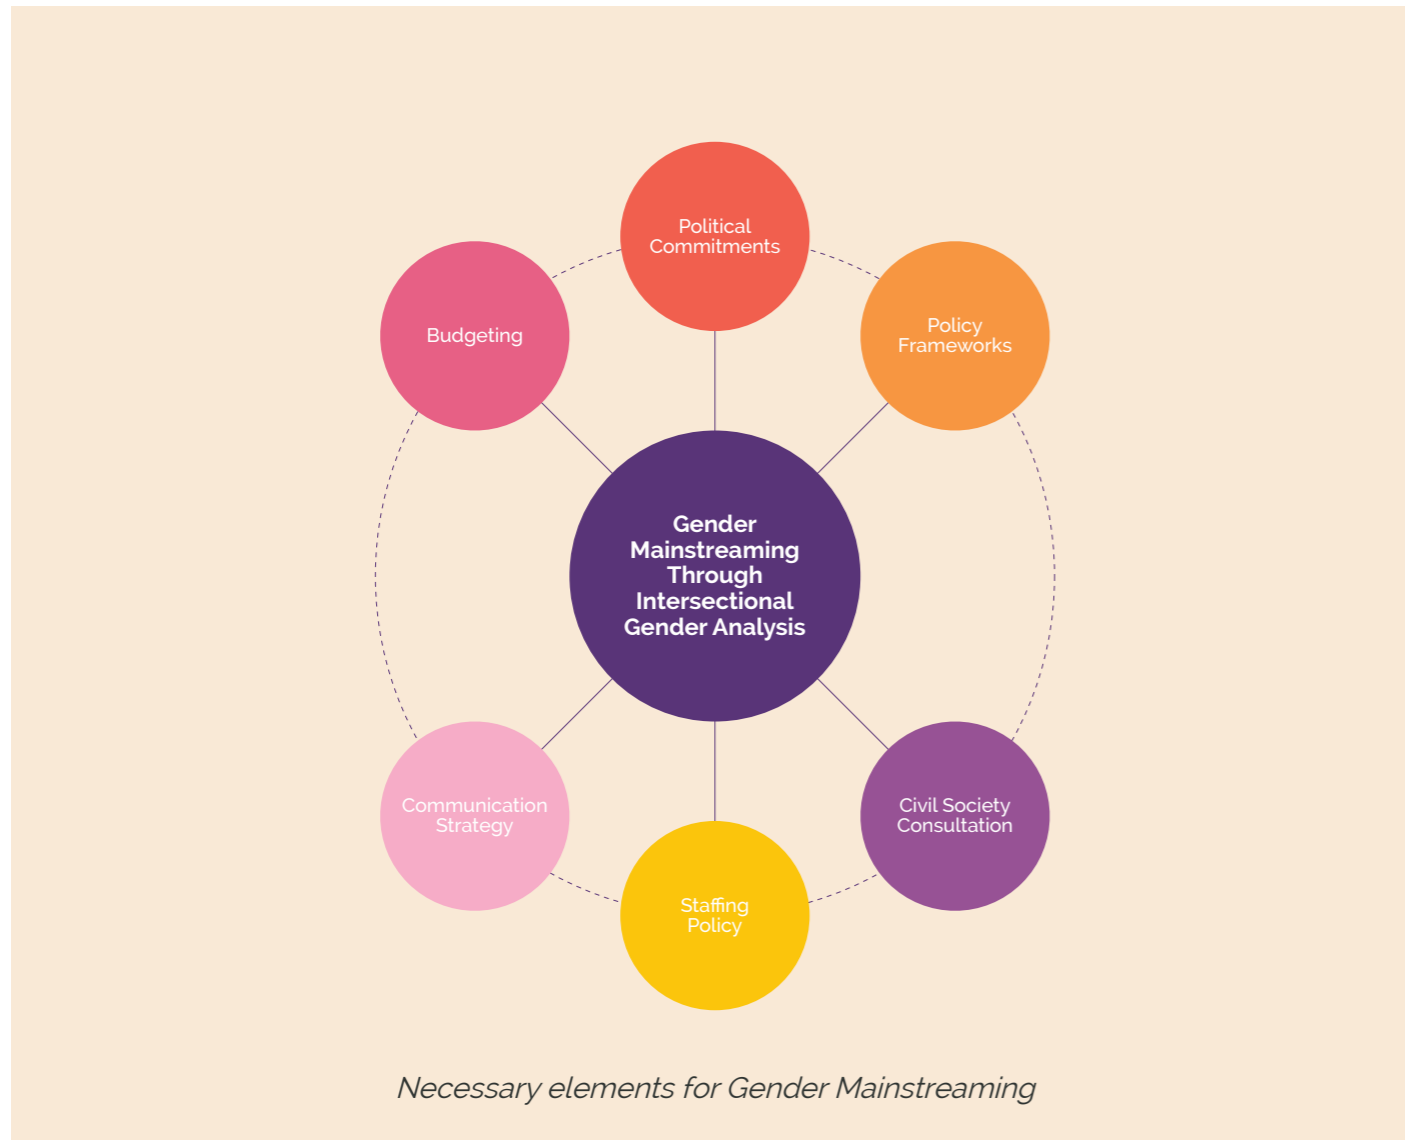 Political
Commitments
Policy
Frameworks
Budgeting
Gender
Mainstreaming
Through
Intersectional
Gender Analysis
Communication
Strategy
Civil Society
Consultation
Staffing
Policy
Necessary elements for Gender Mainstreaming